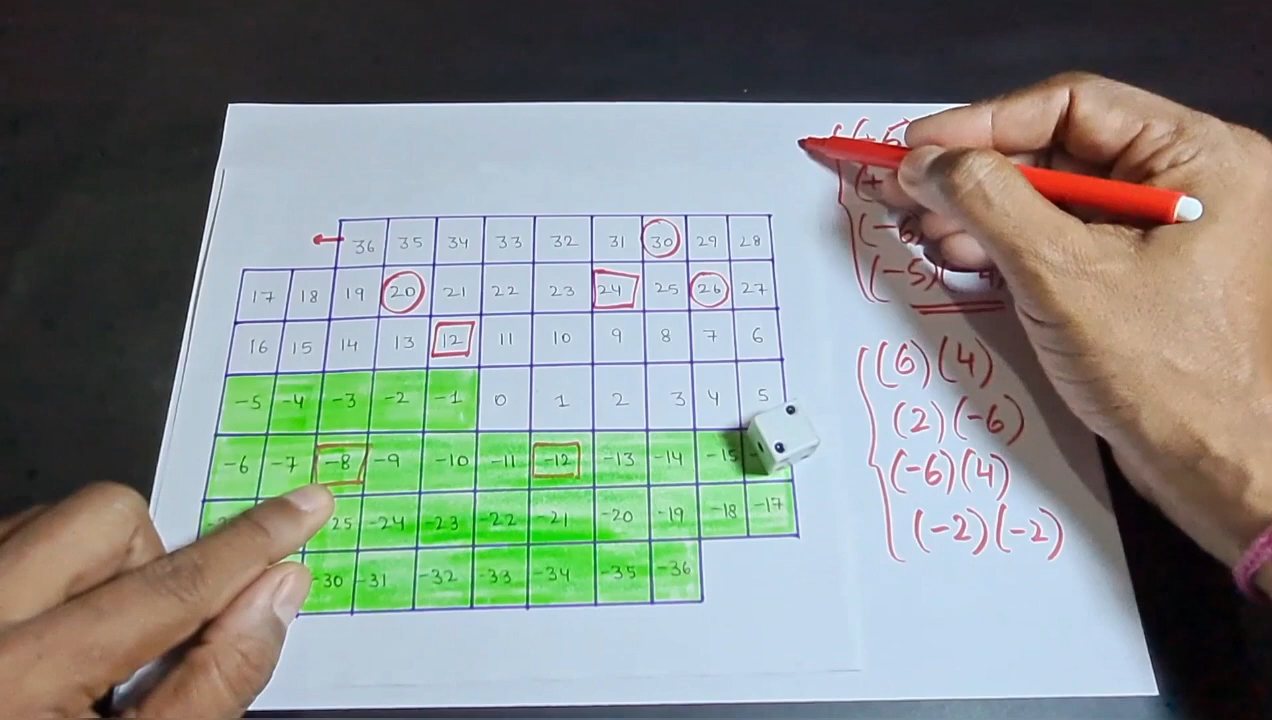 36 35 34 33 32 31 30 29 28
17 18 19 20 21 22 23 24 25 26 27
16 15 14 13 12 11 10 9 8 7 6
-5 -4 -3 -2 -1 0 1 2 3 4 5
-6 -7 -8 -9 -10 -11 -12 -13 -14 -15
25 -24 -23 -22 -21 -20 -19 -18 -17
-30 -31 -32 -33 -34 -35 -36
(+
(-6
(-5)
(6)(4)
(2)(-6)
(-6)(4)
(-2)(-2)